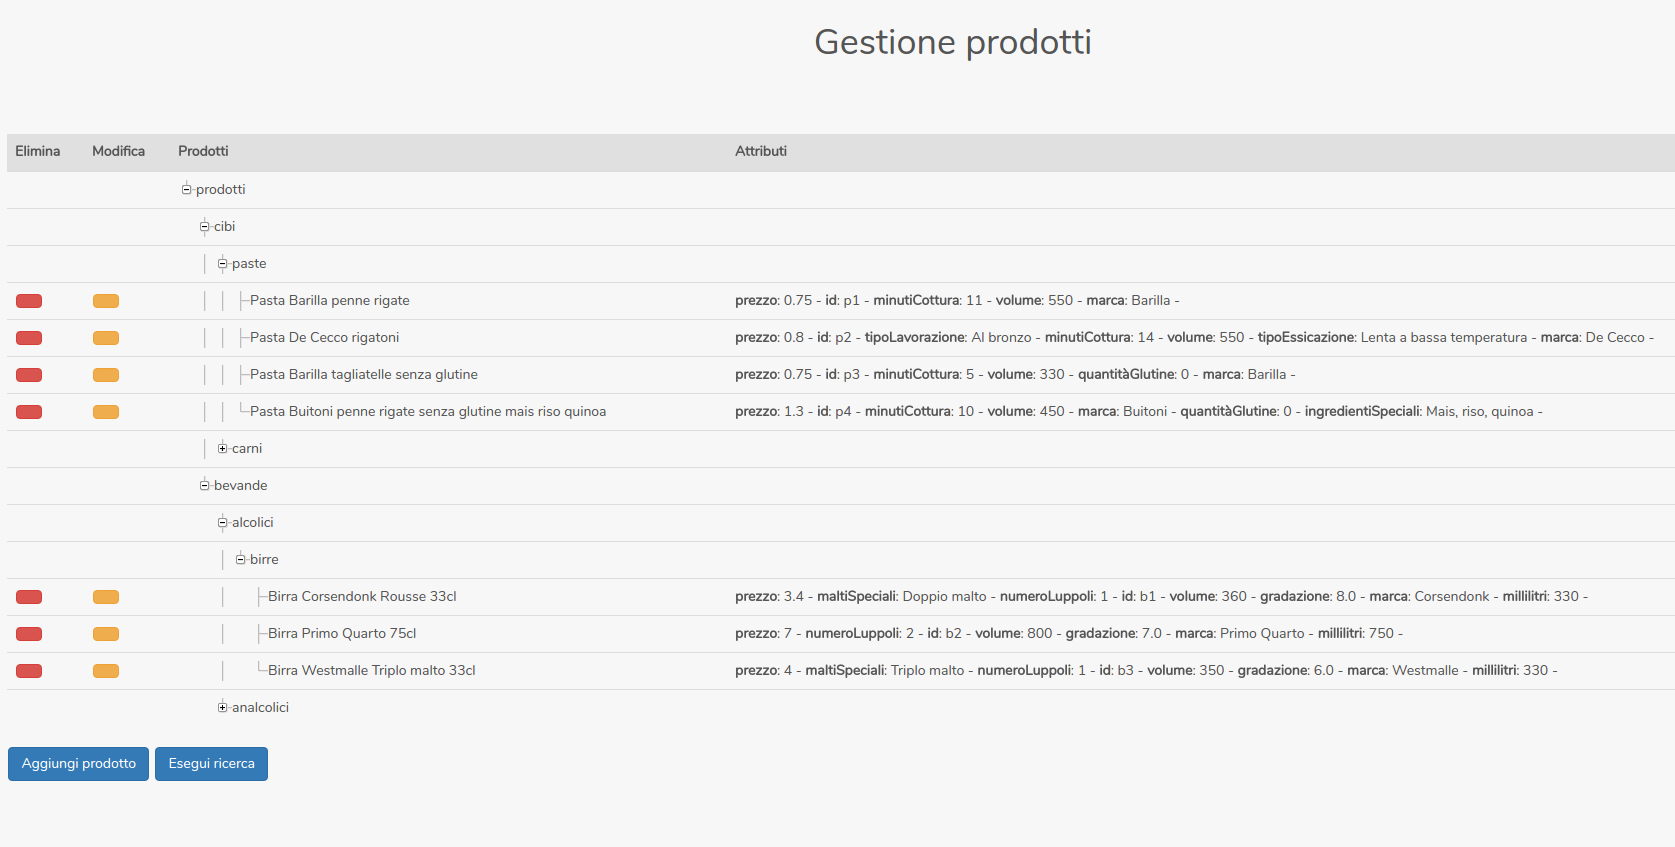 Gestione prodotti
Elimina Modifica Prodotti Attributi
prodotti
cibi
paste
Pasta Barilla penne rigate prezzo: 0.75 - id: p1 - minutiCottura: 11 - volume: 550 - marca: Barilla -
Pasta De Cecco rigatoni prezzo: 0.8 - id: p2 - tipoLavorazione: Al bronzo - minutiCottura: 14 - volume: 550 - tipoEssicazione: Lenta a bassa temperatura - marca: De Cecco -
Pasta Barilla tagliatelle senza glutine prezzo: 0.75 - id: p3 - minutiCottura: 5 - volume: 330 - quantitàGlutine: 0 - marca: Barilla -
Pasta Buitoni penne rigate senza glutine mais riso quinoa prezzo: 1.3 - id: p4 - minutiCottura: 10 - volume: 450 - marca: Buitoni - quantitàGlutine: 0 - ingredientiSpeciali: Mais, riso, quinoa -
carni
bevande
alcolici
birre
Birra Corsendonk Rousse 33cl prezzo: 3.4 - maltiSpeciali: Doppio malto - numeroLuppoli: 1 - id: b1 - volume: 360 - gradazione: 8.0 - marca: Corsendonk - millilitri: 330 -
Birra Primo Quarto 75cl prezzo: 7 - numeroLuppoli: 2 - id: b2 - volume: 800 - gradazione: 7.0 - marca: Primo Quarto - millilitri: 750 -
Birra Westmalle Triplo malto 33cl prezzo: 4 - maltiSpeciali: Triplo malto - numeroLuppoli: 1 - id: b3 - volume: 350 - gradazione: 6.0 - marca: Westmalle - millilitri: 330 -
analcolici
Aggiungi prodotto Esegui ricerca